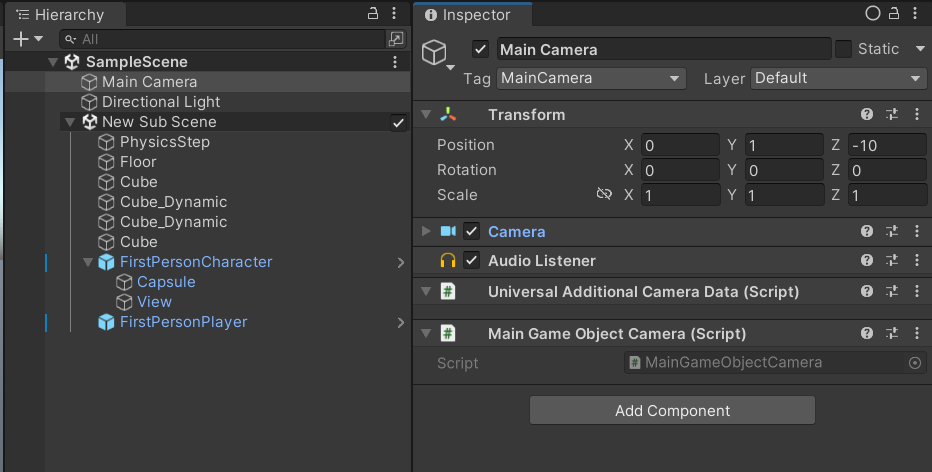 Hierarchy
All
SampleScene
Main Camera
Directional Light
New Sub Scene
PhysicsStep
Floor
Cube
Cube_Dynamic
Cube_Dynamic
Cube
FirstPersonCharacter
Capsule
View
FirstPersonPlayer
Inspector
Main Camera Static
Tag MainCamera Layer Default
Transform
Position X 0 Y 1 Z -10
Rotation X 0 Y 0 Z 0
Scale X 1 Y 1 Z 1
Camera
Audio Listener
# Universal Additional Camera Data (Script)
# Main Game Object Camera (Script)
Script # MainGameObjectCamera
Add Component